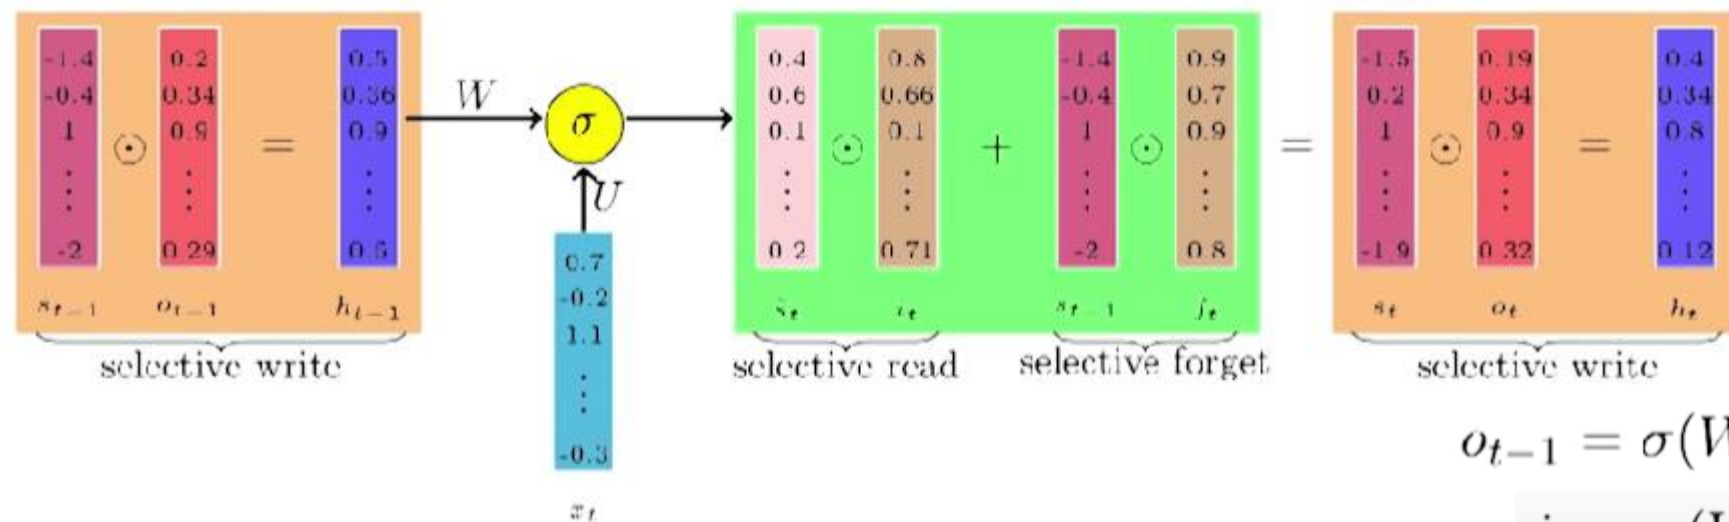 -1.4 0.2 0.5 0.4 0.8 -1.4 0.9 -1.5 0.19 0.4
-0.4 0.34 0.36 W 0.6 0.66 -0.4 0.7 0.2 0.34 0.34
1 ⊙ 0.9 = 0.9 σ 0.1 ⊙ 0.1 + 1 ⊙ 0.9 = 1 ⊙ 0.9 = 0.8
⋮ ⋮ ⋮ U ⋮ ⋮ ⋮ ⋮ ⋮ ⋮ ⋮
-2 0.29 0.5 0.2 0.71 -2 0.8 -1.9 0.32 0.12
s_{t-1} o_{t-1} h_{t-1} s_{t-1} s_t o_t h_t
selective write selective read selective forget selective write
0.7
-0.2
1.1
⋮
-0.3
x_t
o_{t-1} = σ(W